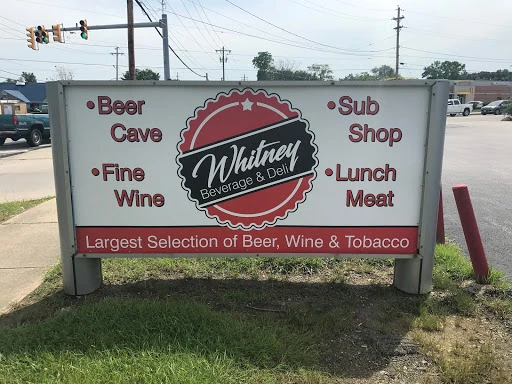 •Beer
Cave
•Fine
Wine
Whitney
Beverage & Deli
•Sub
Shop
•Lunch
Meat
Largest Selection of Beer, Wine & Tobacco